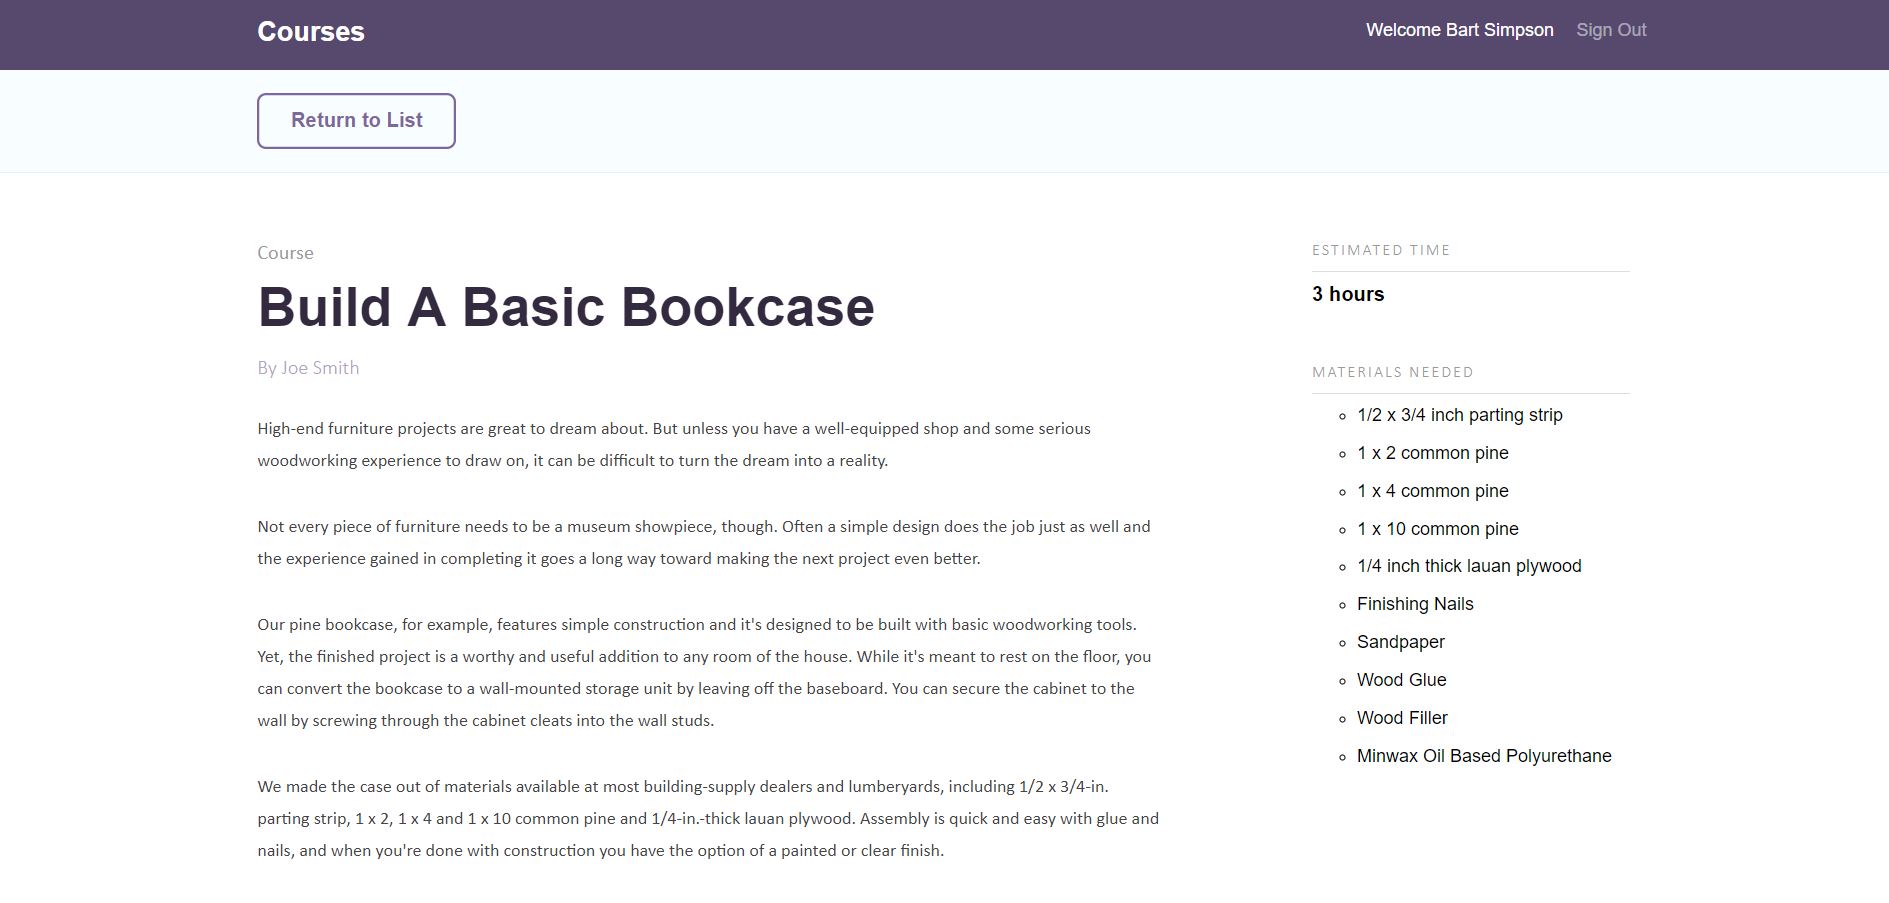 Courses
Welcome Bart Simpson Sign Out
Return to List
Course
Build A Basic Bookcase
By Joe Smith
High-end furniture projects are great to dream about. But unless you have a well-equipped shop and some serious
woodworking experience to draw on, it can be difficult to turn the dream into a reality.
Not every piece of furniture needs to be a museum showpiece, though. Often a simple design does the job just as well and
the experience gained in completing it goes a long way toward making the next project even better.
Our pine bookcase, for example, features simple construction and it's designed to be built with basic woodworking tools.
Yet, the finished project is a worthy and useful addition to any room of the house. While it's meant to rest on the floor, you
can convert the bookcase to a wall-mounted storage unit by leaving off the baseboard. You can secure the cabinet to the
wall by screwing through the cabinet cleats into the wall studs.
We made the case out of materials available at most building-supply dealers and lumberyards, including 1/2 x 3/4-in.
parting strip, 1 x 2, 1 x 4 and 1 x 10 common pine and 1/4-in.-thick lauan plywood. Assembly is quick and easy with glue and
nails, and when you're done with construction you have the option of a painted or clear finish.
ESTIMATED TIME
3 hours
MATERIALS NEEDED
1/2 x 3/4 inch parting strip
1 x 2 common pine
1 x 4 common pine
1 x 10 common pine
1/4 inch thick lauan plywood
Finishing Nails
Sandpaper
Wood Glue
Wood Filler
Minwax Oil Based Polyurethane